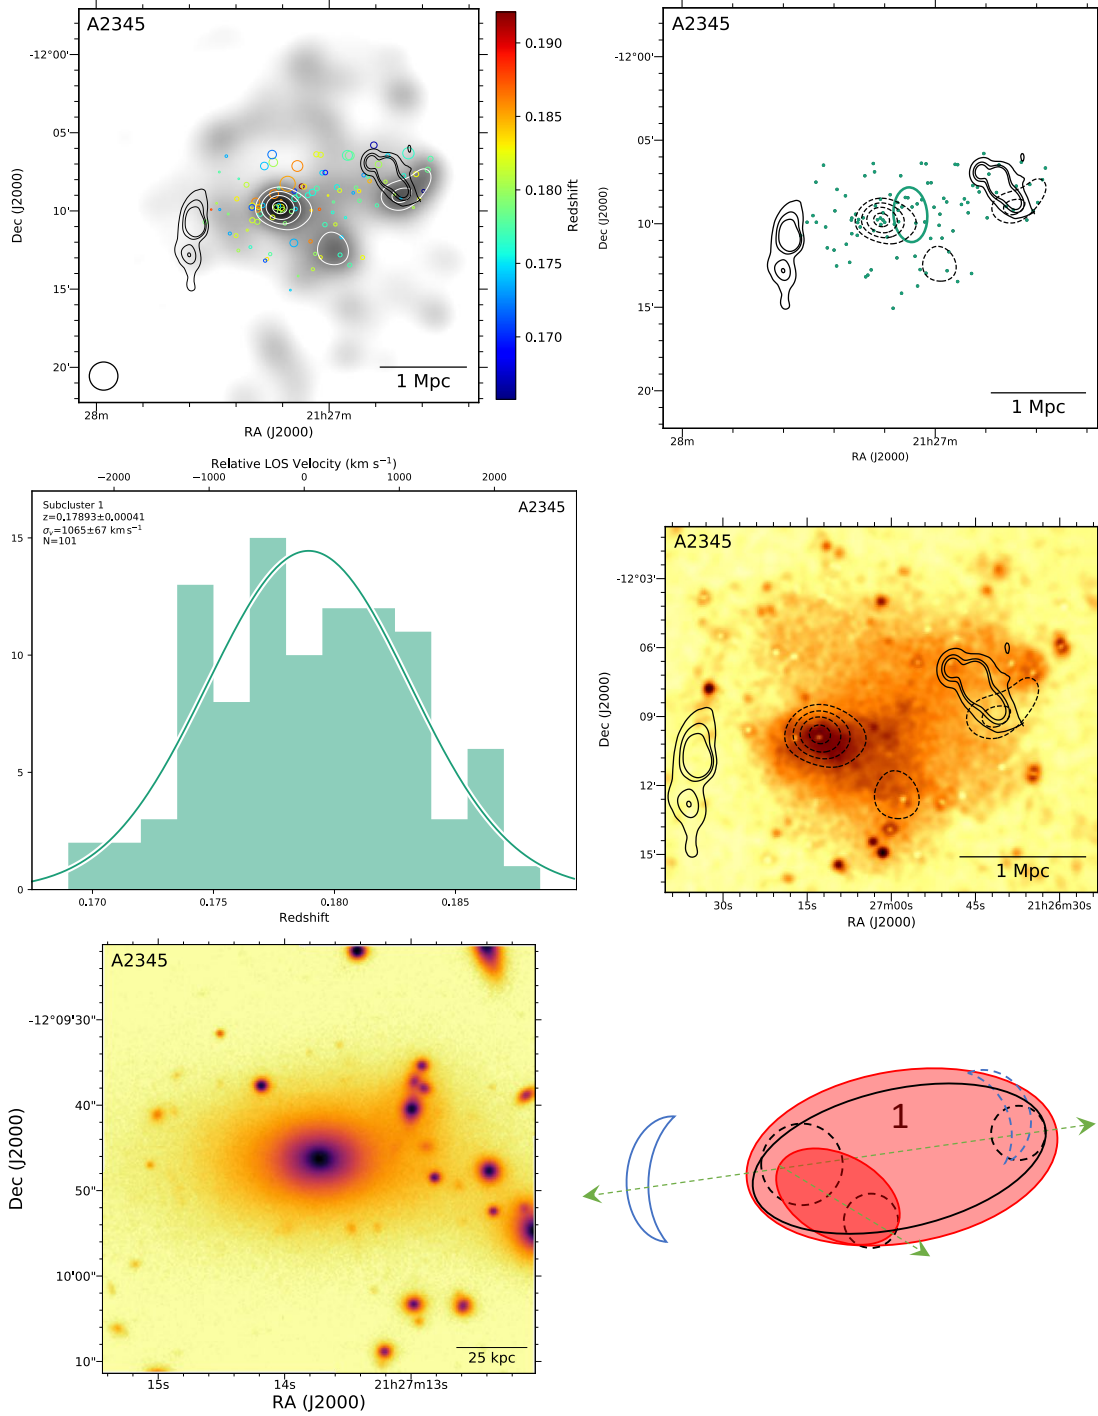 A2345
-12°00'
05'
10'
15'
20'
Dec (J2000)
28m
21h27m
RA (J2000)
1 Mpc
0.190
0.185
0.180
0.175
0.170
Redshift
A2345
-12°00'
05'
10'
15'
20'
Dec (J2000)
28m
21h27m
RA (J2000)
1 Mpc
Relative LOS Velocity (km s⁻¹)
−2000
−1000
0
1000
2000
Subcluster 1
z=0.17893±0.00041
σᵥ=1065±67 km s⁻¹
N=101
A2345
15
10
5
0
0.170
0.175
0.180
0.185
Redshift
A2345
-12°03'
06'
09'
12'
15'
Dec (J2000)
30s
15s
27m00s
45s
21h26m30s
RA (J2000)
1 Mpc
A2345
-12°09'30"
40"
50"
10'00"
10"
Dec (J2000)
15s
14s
21h27m13s
RA (J2000)
25 kpc
1